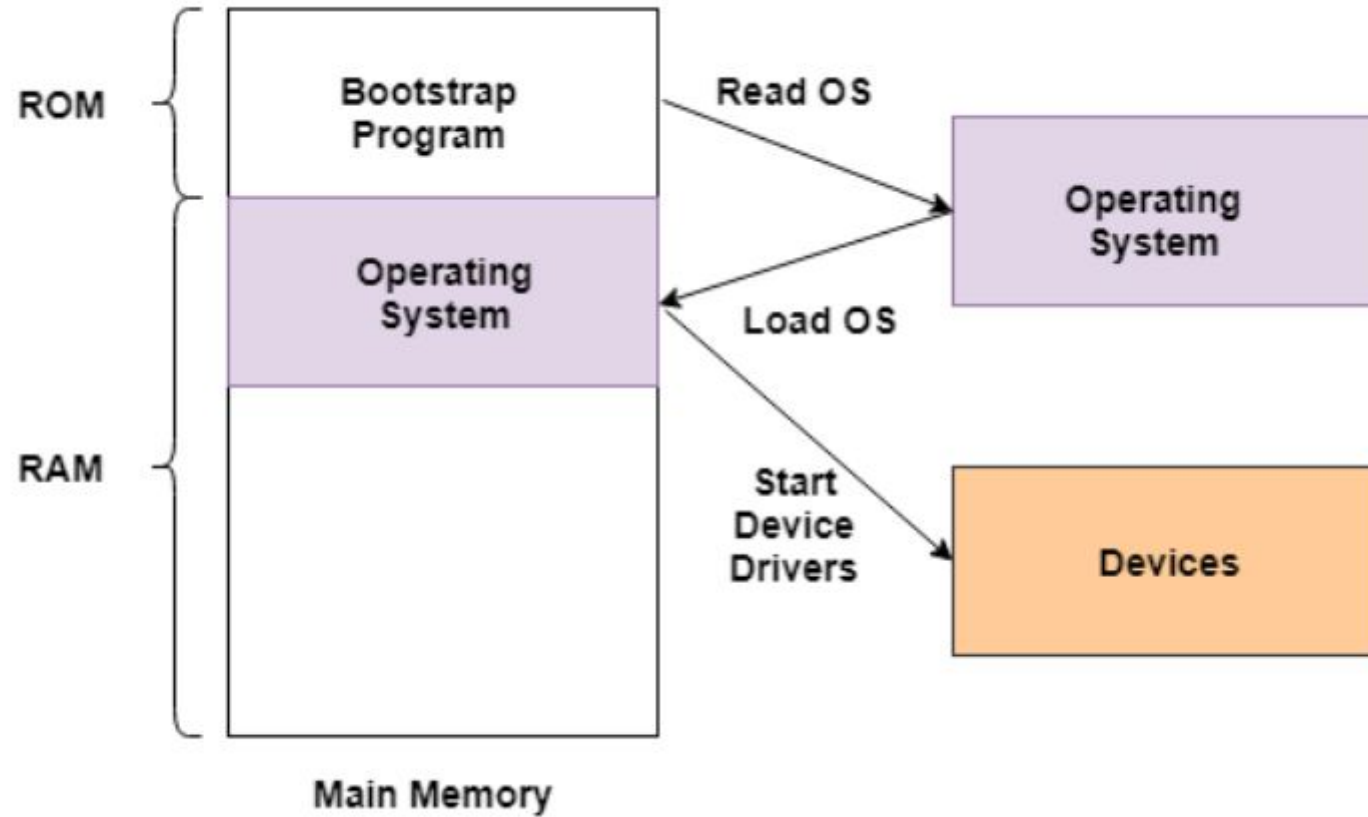 ROM
Bootstrap
Program
Read OS
Operating
System
Operating
System
Load OS
RAM
Start
Device
Drivers
Devices
Main Memory